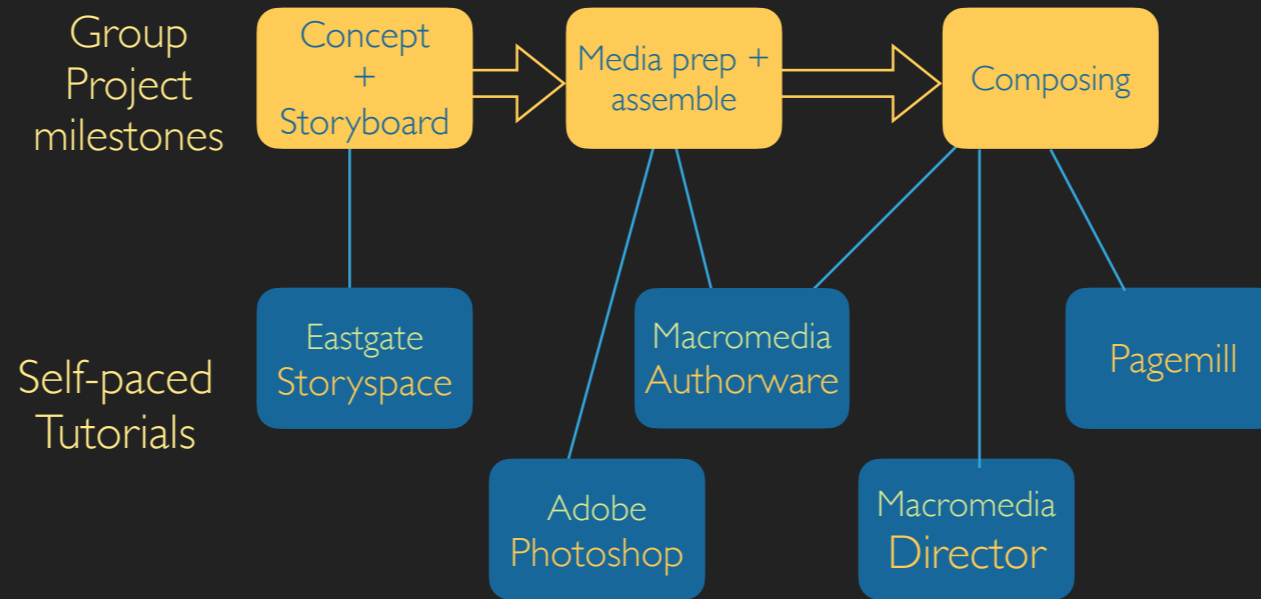 Group
Project
milestones
Concept
+
Storyboard
Media prep +
assemble
Composing
Self-paced
Tutorials
Eastgate
Storyspace
Macromedia
Authorware
Pagemill
Adobe
Photoshop
Macromedia
Director